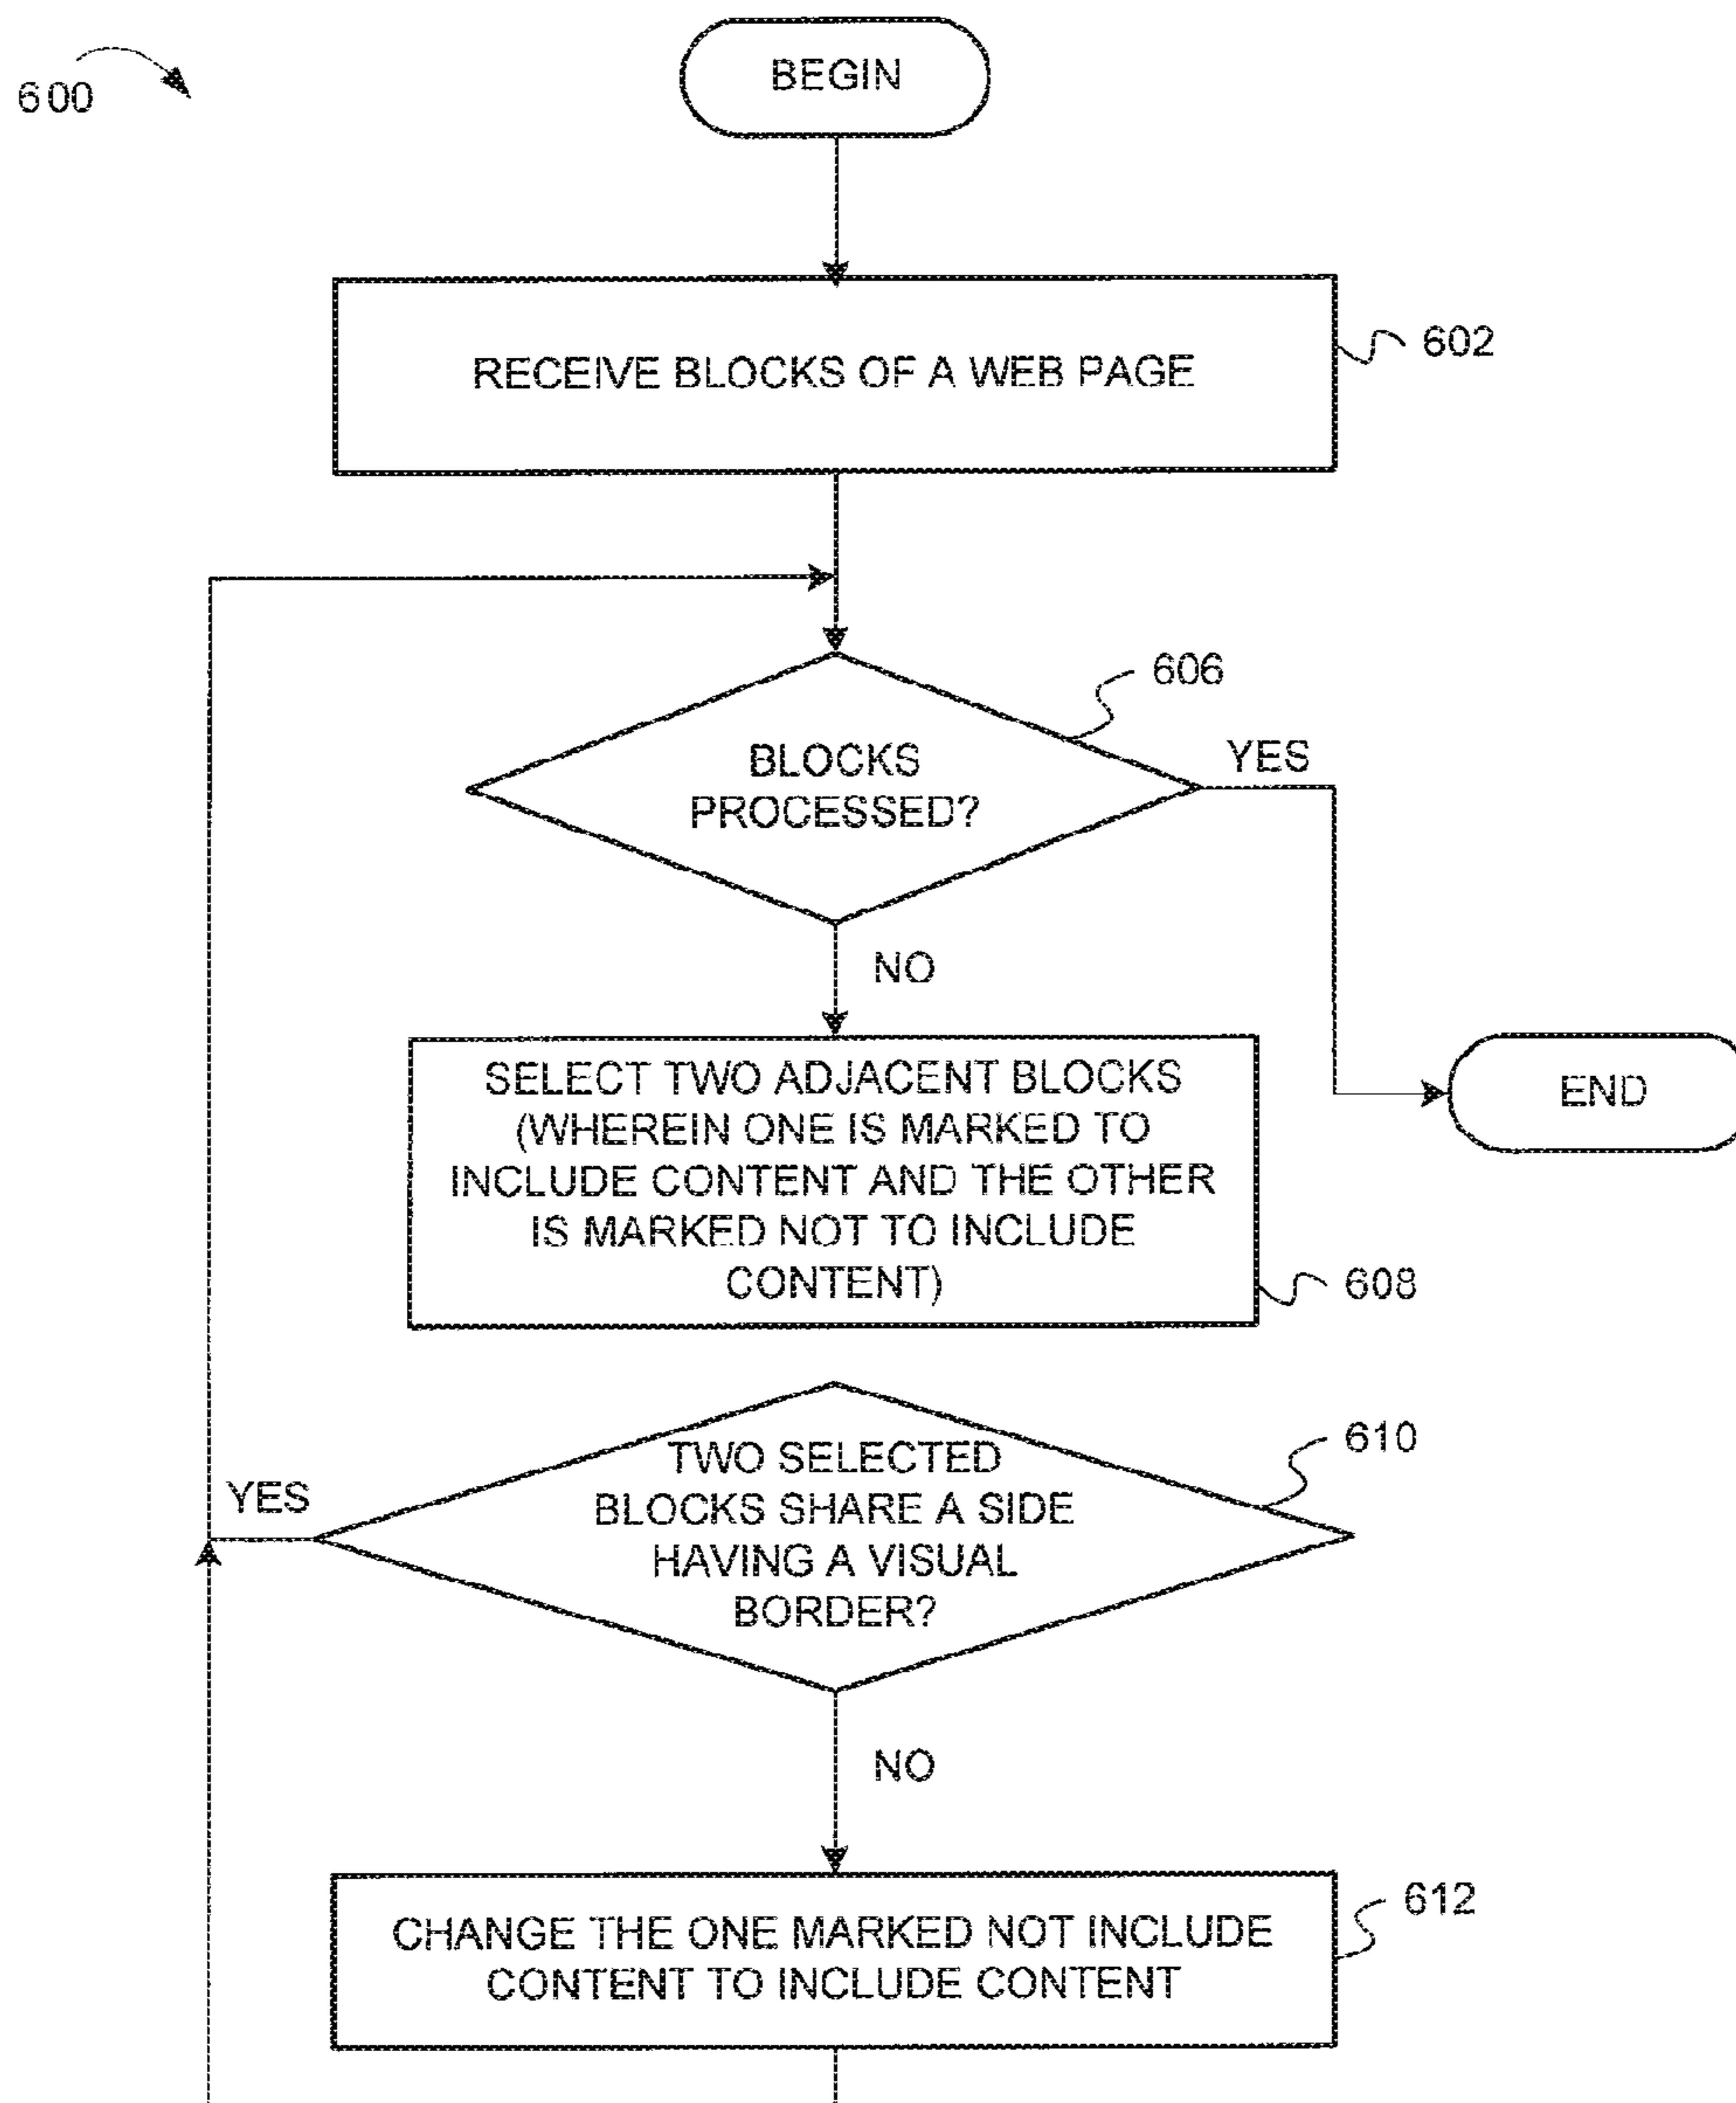 600
BEGIN
RECEIVE BLOCKS OF A WEB PAGE
602
606
BLOCKS
PROCESSED?
YES
NO
SELECT TWO ADJACENT BLOCKS
(WHEREIN ONE IS MARKED TO
INCLUDE CONTENT AND THE OTHER
IS MARKED NOT TO INCLUDE
CONTENT)
608
END
610
TWO SELECTED
BLOCKS SHARE A SIDE
HAVING A VISUAL
BORDER?
YES
NO
612
CHANGE THE ONE MARKED NOT INCLUDE
CONTENT TO INCLUDE CONTENT